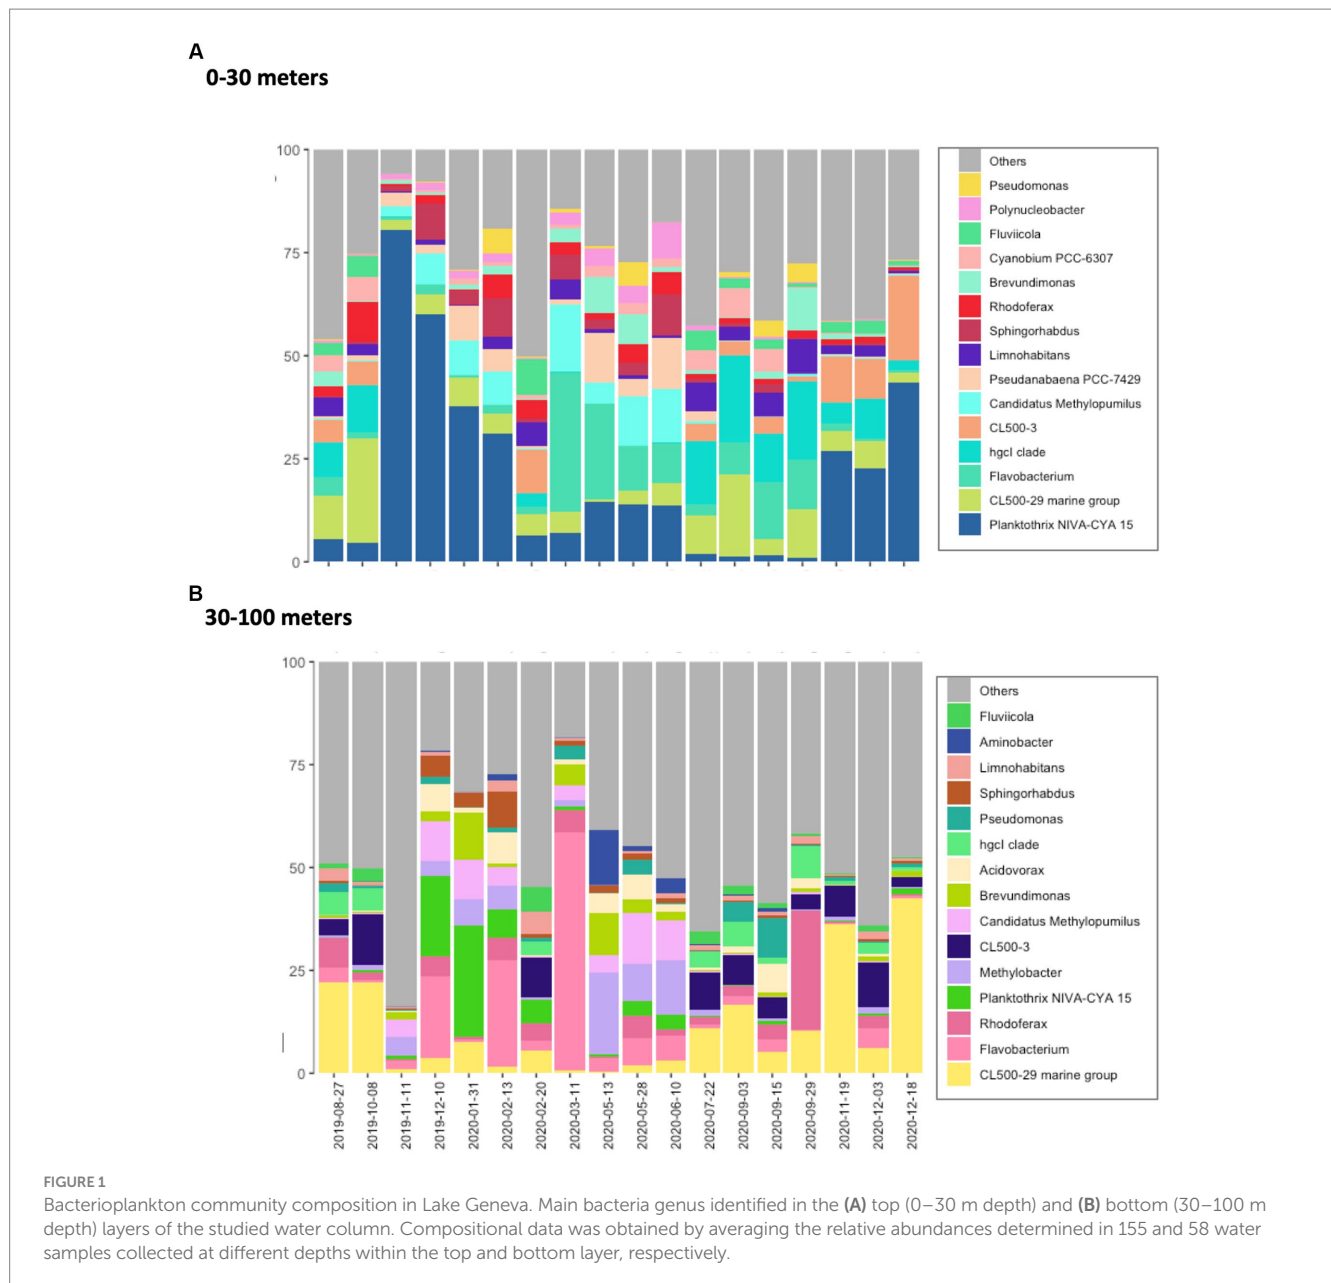 A
0-30 meters
100
75
50
25
0
Others
Pseudomonas
Polynucleobacter
Fluviicola
Cyanobium PCC-6307
Brevundimonas
Rhodoferax
Sphingorhabdus
Limnohabitans
Pseudanabaena PCC-7429
Candidatus Methylopumilus
CL500-3
hgcI clade
Flavobacterium
CL500-29 marine group
Planktothrix NIVA-CYA 15
B
30-100 meters
100
75
50
25
0
Others
Fluviicola
Aminobacter
Limnohabitans
Sphingorhabdus
Pseudomonas
hgcI clade
Acidovorax
Brevundimonas
Candidatus Methylopumilus
CL500-3
Methylobacter
Planktothrix NIVA-CYA 15
Rhodoferax
Flavobacterium
CL500-29 marine group
2019-08-27
2019-10-08
2019-11-11
2019-12-10
2020-01-31
2020-02-13
2020-02-20
2020-03-11
2020-05-13
2020-05-28
2020-06-10
2020-07-22
2020-09-03
2020-09-15
2020-09-29
2020-11-19
2020-12-03
2020-12-18
FIGURE 1
Bacterioplankton community composition in Lake Geneva. Main bacteria genus identified in the (A) top (0–30 m depth) and (B) bottom (30–100 m
depth) layers of the studied water column. Compositional data was obtained by averaging the relative abundances determined in 155 and 58 water
samples collected at different depths within the top and bottom layer, respectively.